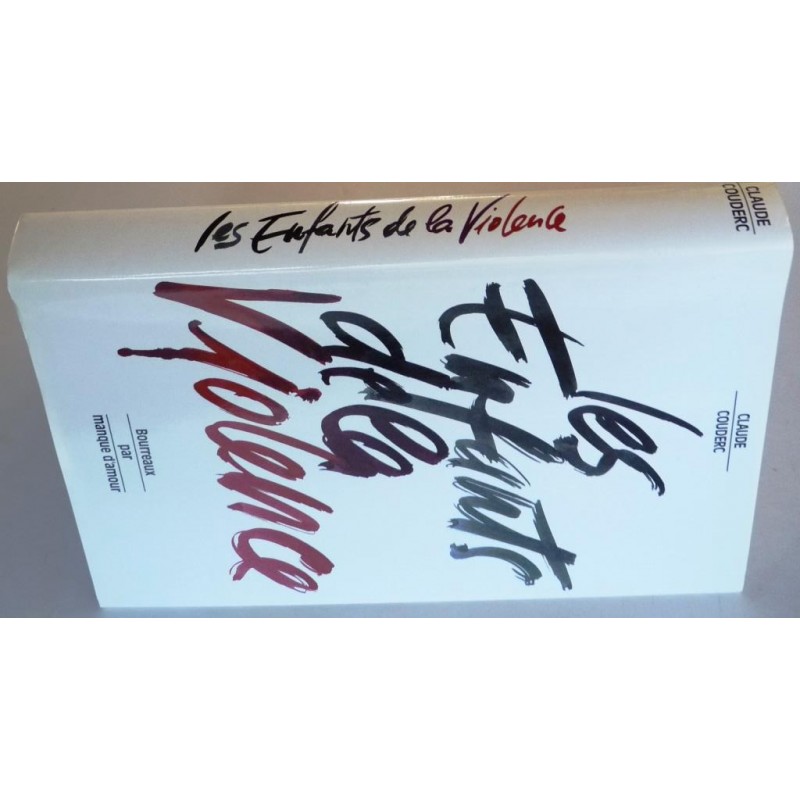 Les Enfants de la Violence
CLAUDE
COUDERC
CLAUDE
COUDERC
Les
Enfants
de la
Violence
Bourreaux
par
manque d'amour